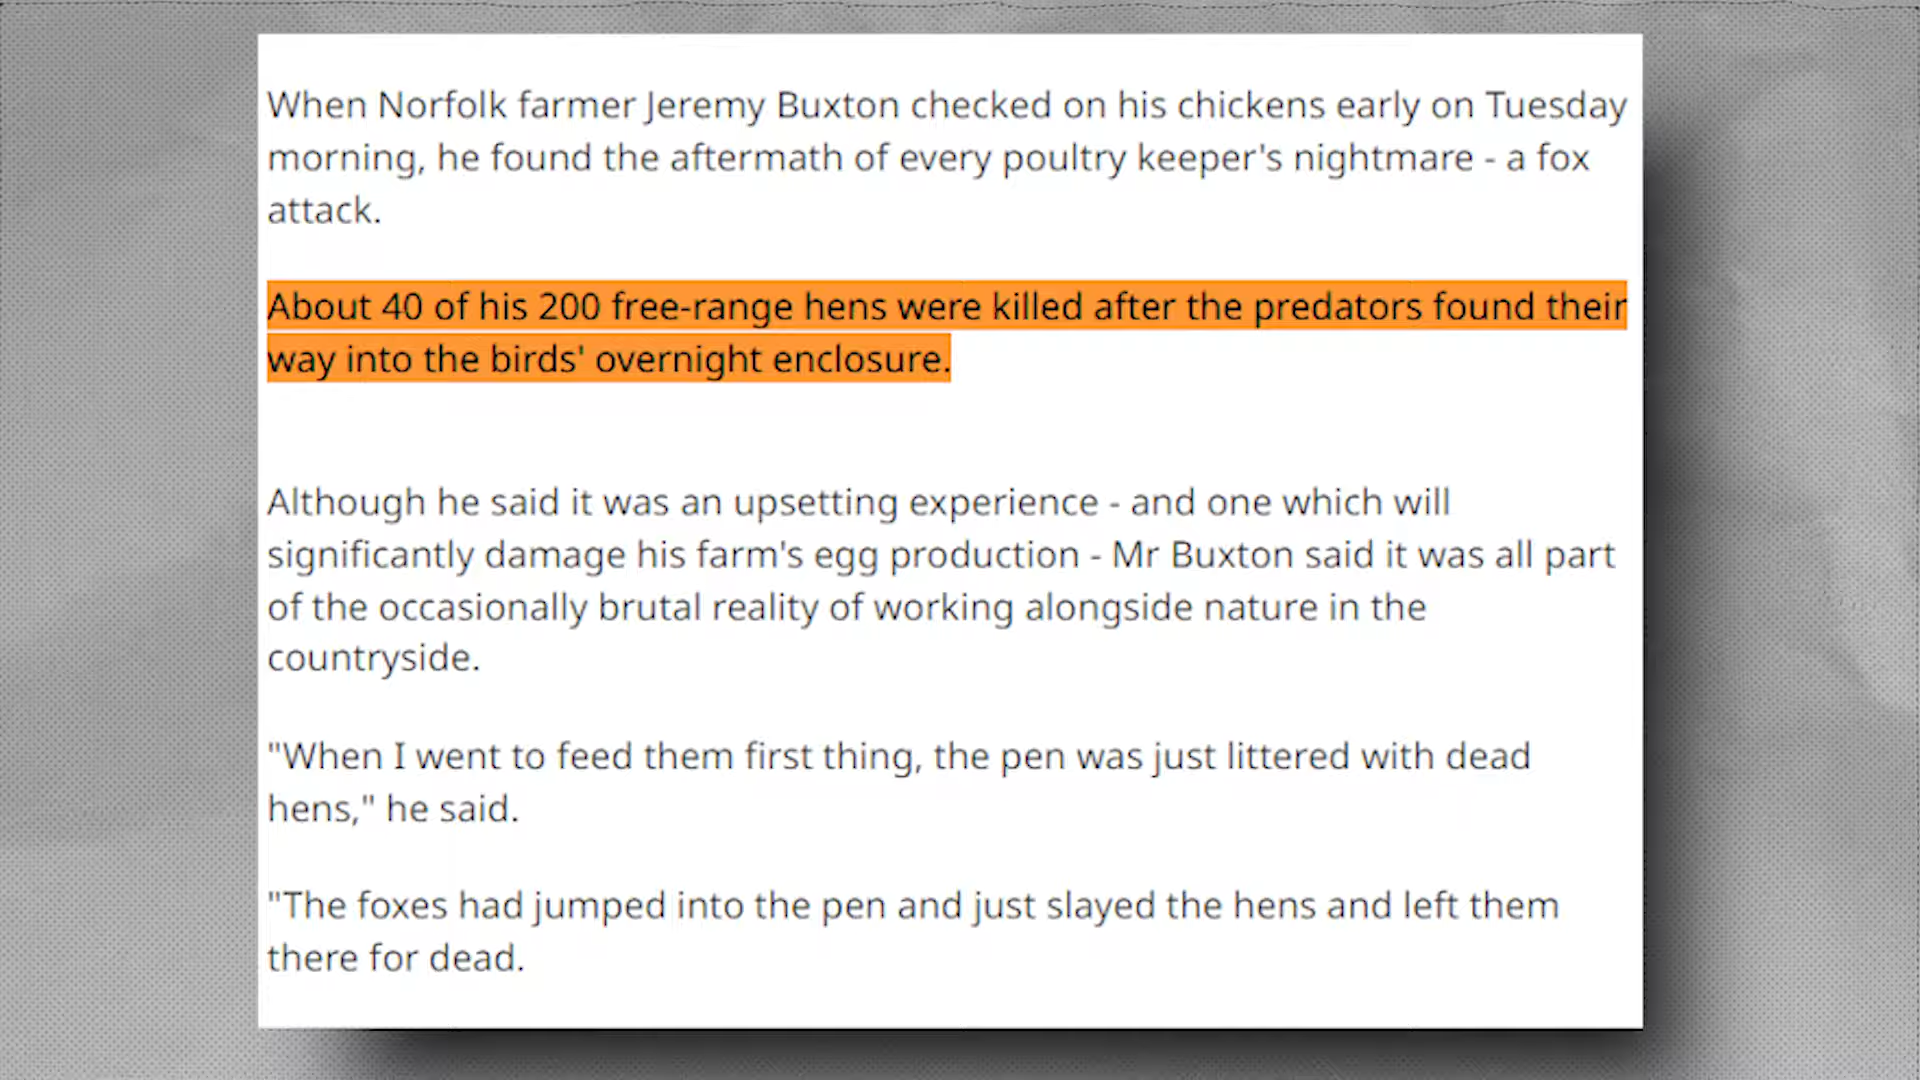 When Norfolk farmer Jeremy Buxton checked on his chickens early on Tuesday
morning, he found the aftermath of every poultry keeper's nightmare - a fox
attack.
About 40 of his 200 free-range hens were killed after the predators found their
way into the birds' overnight enclosure.
Although he said it was an upsetting experience - and one which will
significantly damage his farm's egg production - Mr Buxton said it was all part
of the occasionally brutal reality of working alongside nature in the
countryside.
"When I went to feed them first thing, the pen was just littered with dead
hens," he said.
"The foxes had jumped into the pen and just slayed the hens and left them
there for dead.